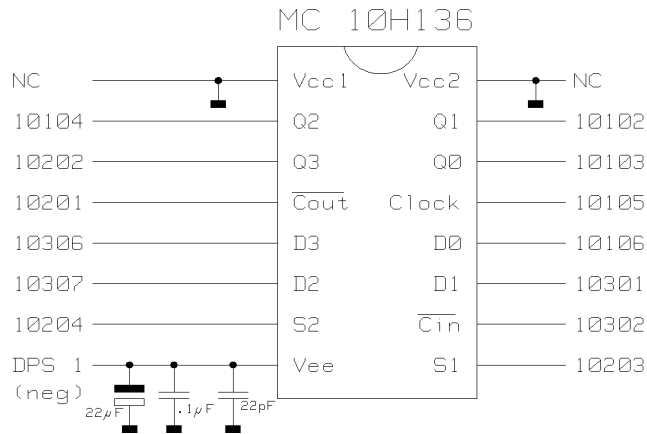 MC 10H136
NC Vcc1 Vcc2 NC
10104 Q2 Q1 10102
10202 Q3 Q0 10103
10201 Cout Clock 10105
10306 D3 D0 10106
10307 D2 D1 10301
10204 S2 Cin 10302
DPS 1 Vee S1 10203
(neg)
22µF .1µF 22pF